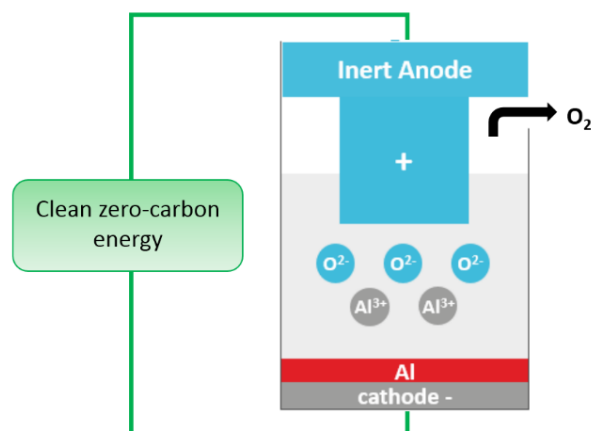 Inert Anode
+
O₂
Clean zero-carbon
energy
O²⁻ O²⁻ O²⁻
Al³⁺ Al³⁺
Al
cathode -